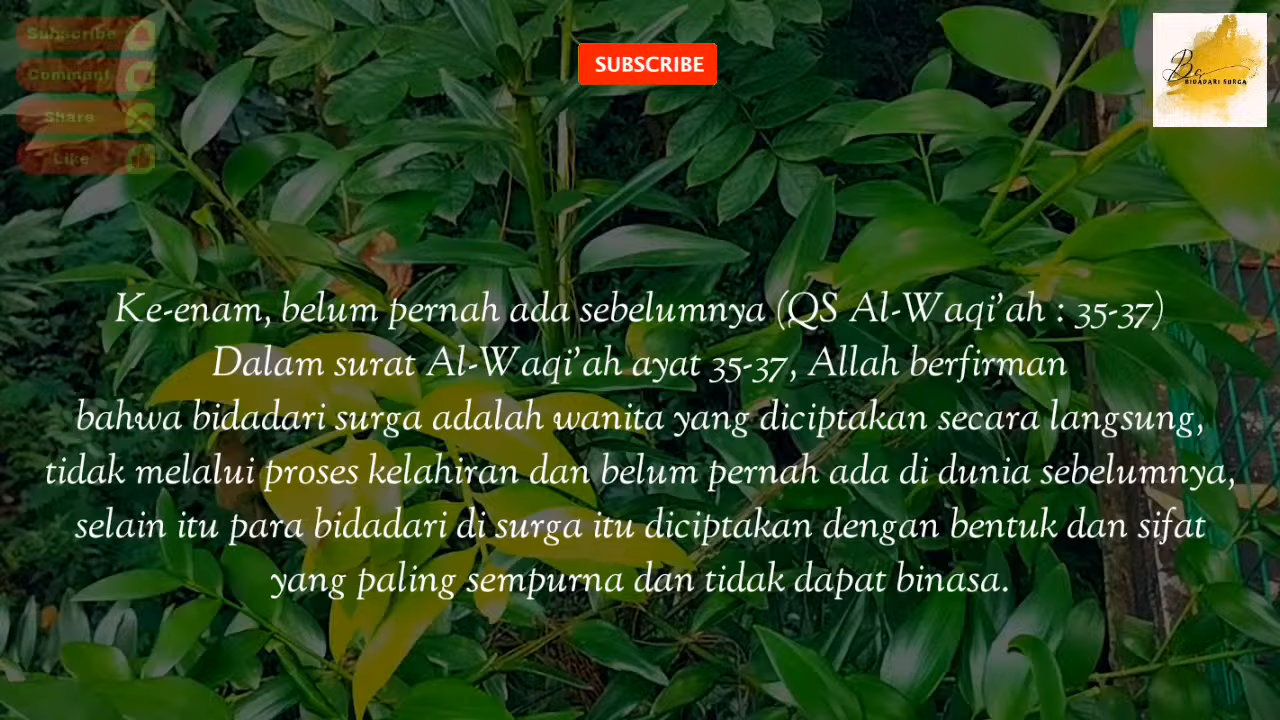 Subscribe
Comment
Share
Like
SUBSCRIBE
Bs
BIDADARI SURGA
Ke-enam, belum pernah ada sebelumnya (QS Al-Waqi’ah : 35-37)
Dalam surat Al-Waqi’ah ayat 35-37, Allah berfirman
bahwa bidadari surga adalah wanita yang diciptakan secara langsung,
tidak melalui proses kelahiran dan belum pernah ada di dunia sebelumnya,
selain itu para bidadari di surga itu diciptakan dengan bentuk dan sifat
yang paling sempurna dan tidak dapat binasa.